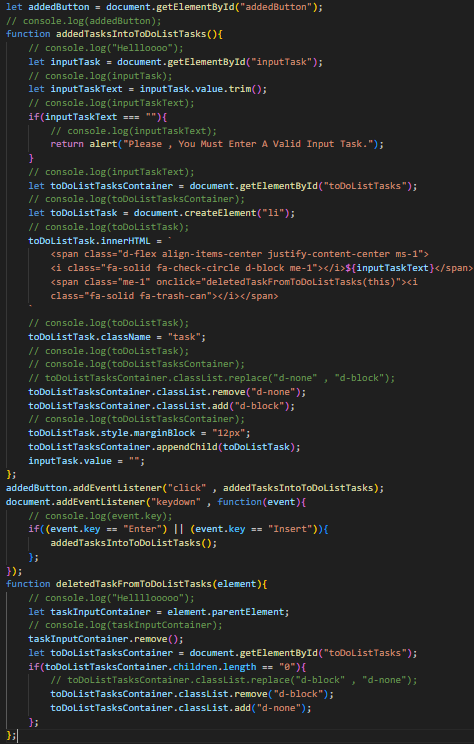 let addedButton = document.getElementById("addedButton");
// console.log(addedButton);
function addedTasksIntoToDoListTasks(){
    // console.log("Hellloooo");
    let inputTask = document.getElementById("inputTask");
    // console.log(inputTask);
    let inputTaskText = inputTask.value.trim();
    // console.log(inputTaskText);
    if(inputTaskText === ""){
        // console.log(inputTaskText);
        return alert("Please , You Must Enter A Valid Input Task.");
    }
    // console.log(inputTaskText);
    let toDoListTasksContainer = document.getElementById("toDoListTasks");
    // console.log(toDoListTasksContainer);
    let toDoListTask = document.createElement("li");
    // console.log(toDoListTask);
    toDoListTask.innerHTML = `
        <span class="d-flex align-items-center justify-content-center ms-1">
        <i class="fa-solid fa-check-circle d-block me-1"></i>${inputTaskText}</span>
        <span class="me-1" onclick="deletedTaskFromToDoListTasks(this)"><i
        class="fa-solid fa-trash-can"></i></span>
    `
    // console.log(toDoListTask);
    toDoListTask.className = "task";
    // console.log(toDoListTask);
    // console.log(toDoListTasksContainer);
    // toDoListTasksContainer.classList.replace("d-none" , "d-block");
    toDoListTasksContainer.classList.remove("d-none");
    toDoListTasksContainer.classList.add("d-block");
    // console.log(toDoListTasksContainer);
    toDoListTask.style.marginBlock = "12px";
    toDoListTasksContainer.appendChild(toDoListTask);
    inputTask.value = "";
};
addedButton.addEventListener("click" , addedTasksIntoToDoListTasks);
document.addEventListener("keydown" , function(event){
    // console.log(event.key);
    if((event.key == "Enter") || (event.key == "Insert")){
        addedTasksIntoToDoListTasks();
    };
});
function deletedTaskFromToDoListTasks(element){
    // console.log("Hellllooooo");
    let taskInputContainer = element.parentElement;
    // console.log(taskInputContainer);
    taskInputContainer.remove();
    let toDoListTasksContainer = document.getElementById("toDoListTasks");
    if(toDoListTasksContainer.children.length == "0"){
        // toDoListTasksContainer.classList.replace("d-block" , "d-none");
        toDoListTasksContainer.classList.remove("d-block");
        toDoListTasksContainer.classList.add("d-none");
    };
};